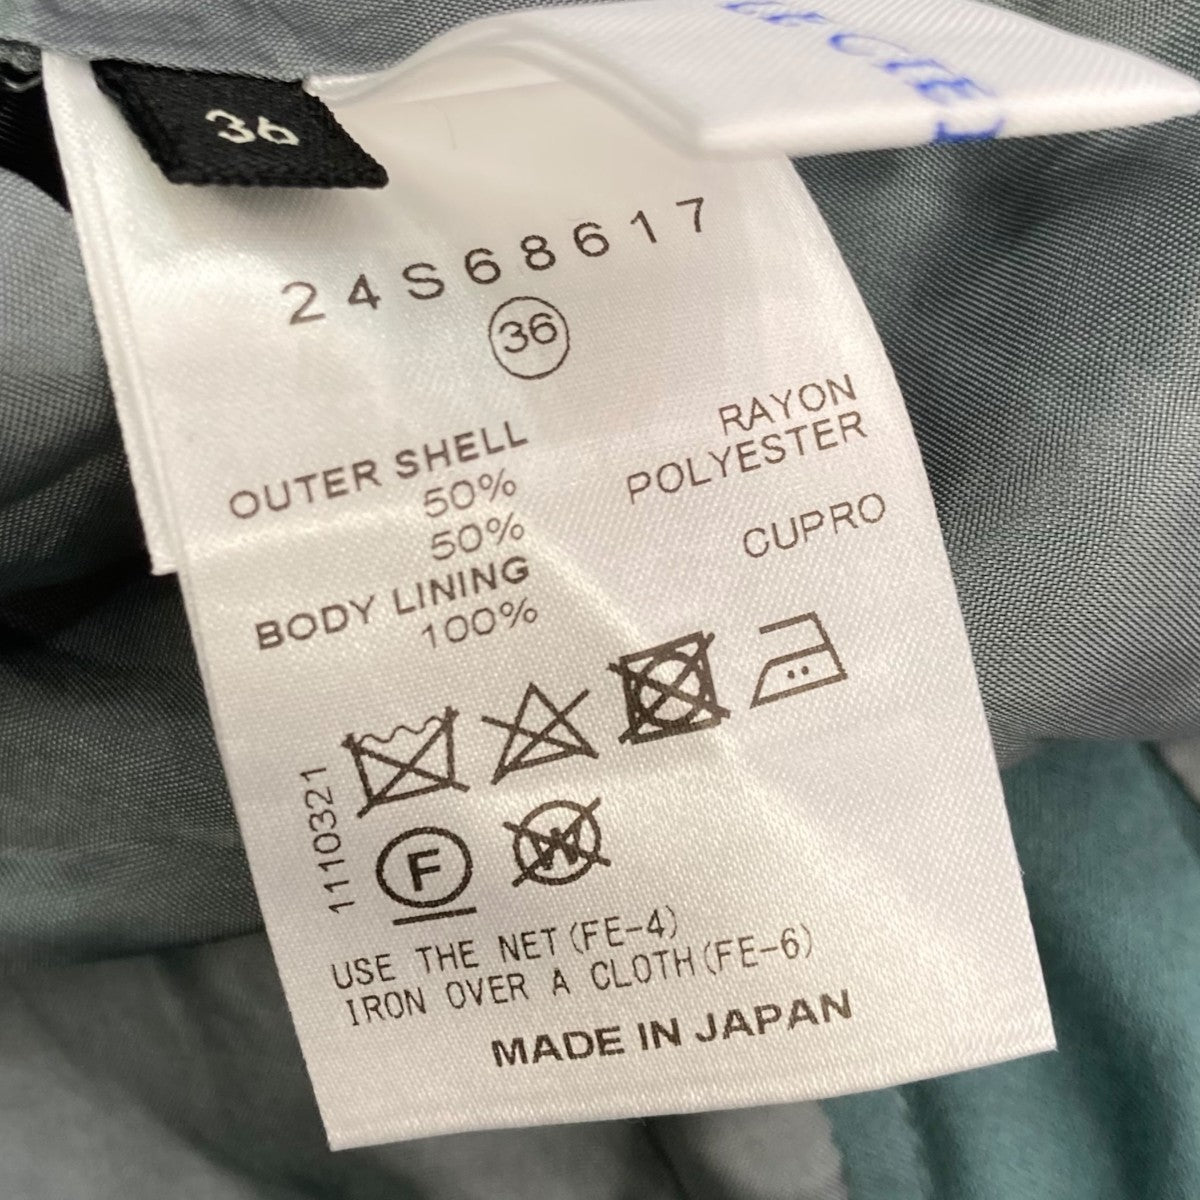 36
24S68617
36
OUTER SHELL
50% RAYON
50% POLYESTER
BODY LINING
100% CUPRO
1110321
F
W
USE THE NET(FE-4)
IRON OVER A CLOTH(FE-6)
MADE IN JAPAN